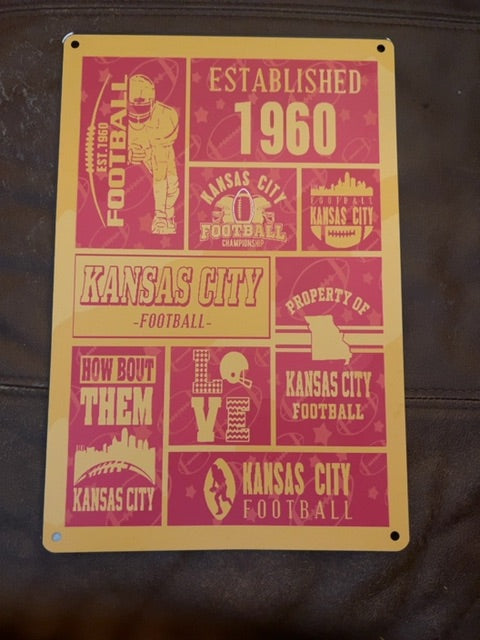 EST. 1960
FOOTBALL
ESTABLISHED
1960
KANSAS CITY
FOOTBALL
CHAMPIONSHIP
FOOTBALL
KANSAS CITY
KANSAS CITY
-FOOTBALL-
PROPERTY OF
KANSAS CITY
FOOTBALL
HOW BOUT
THEM
KANSAS CITY
L
VE
KANSAS CITY
FOOTBALL